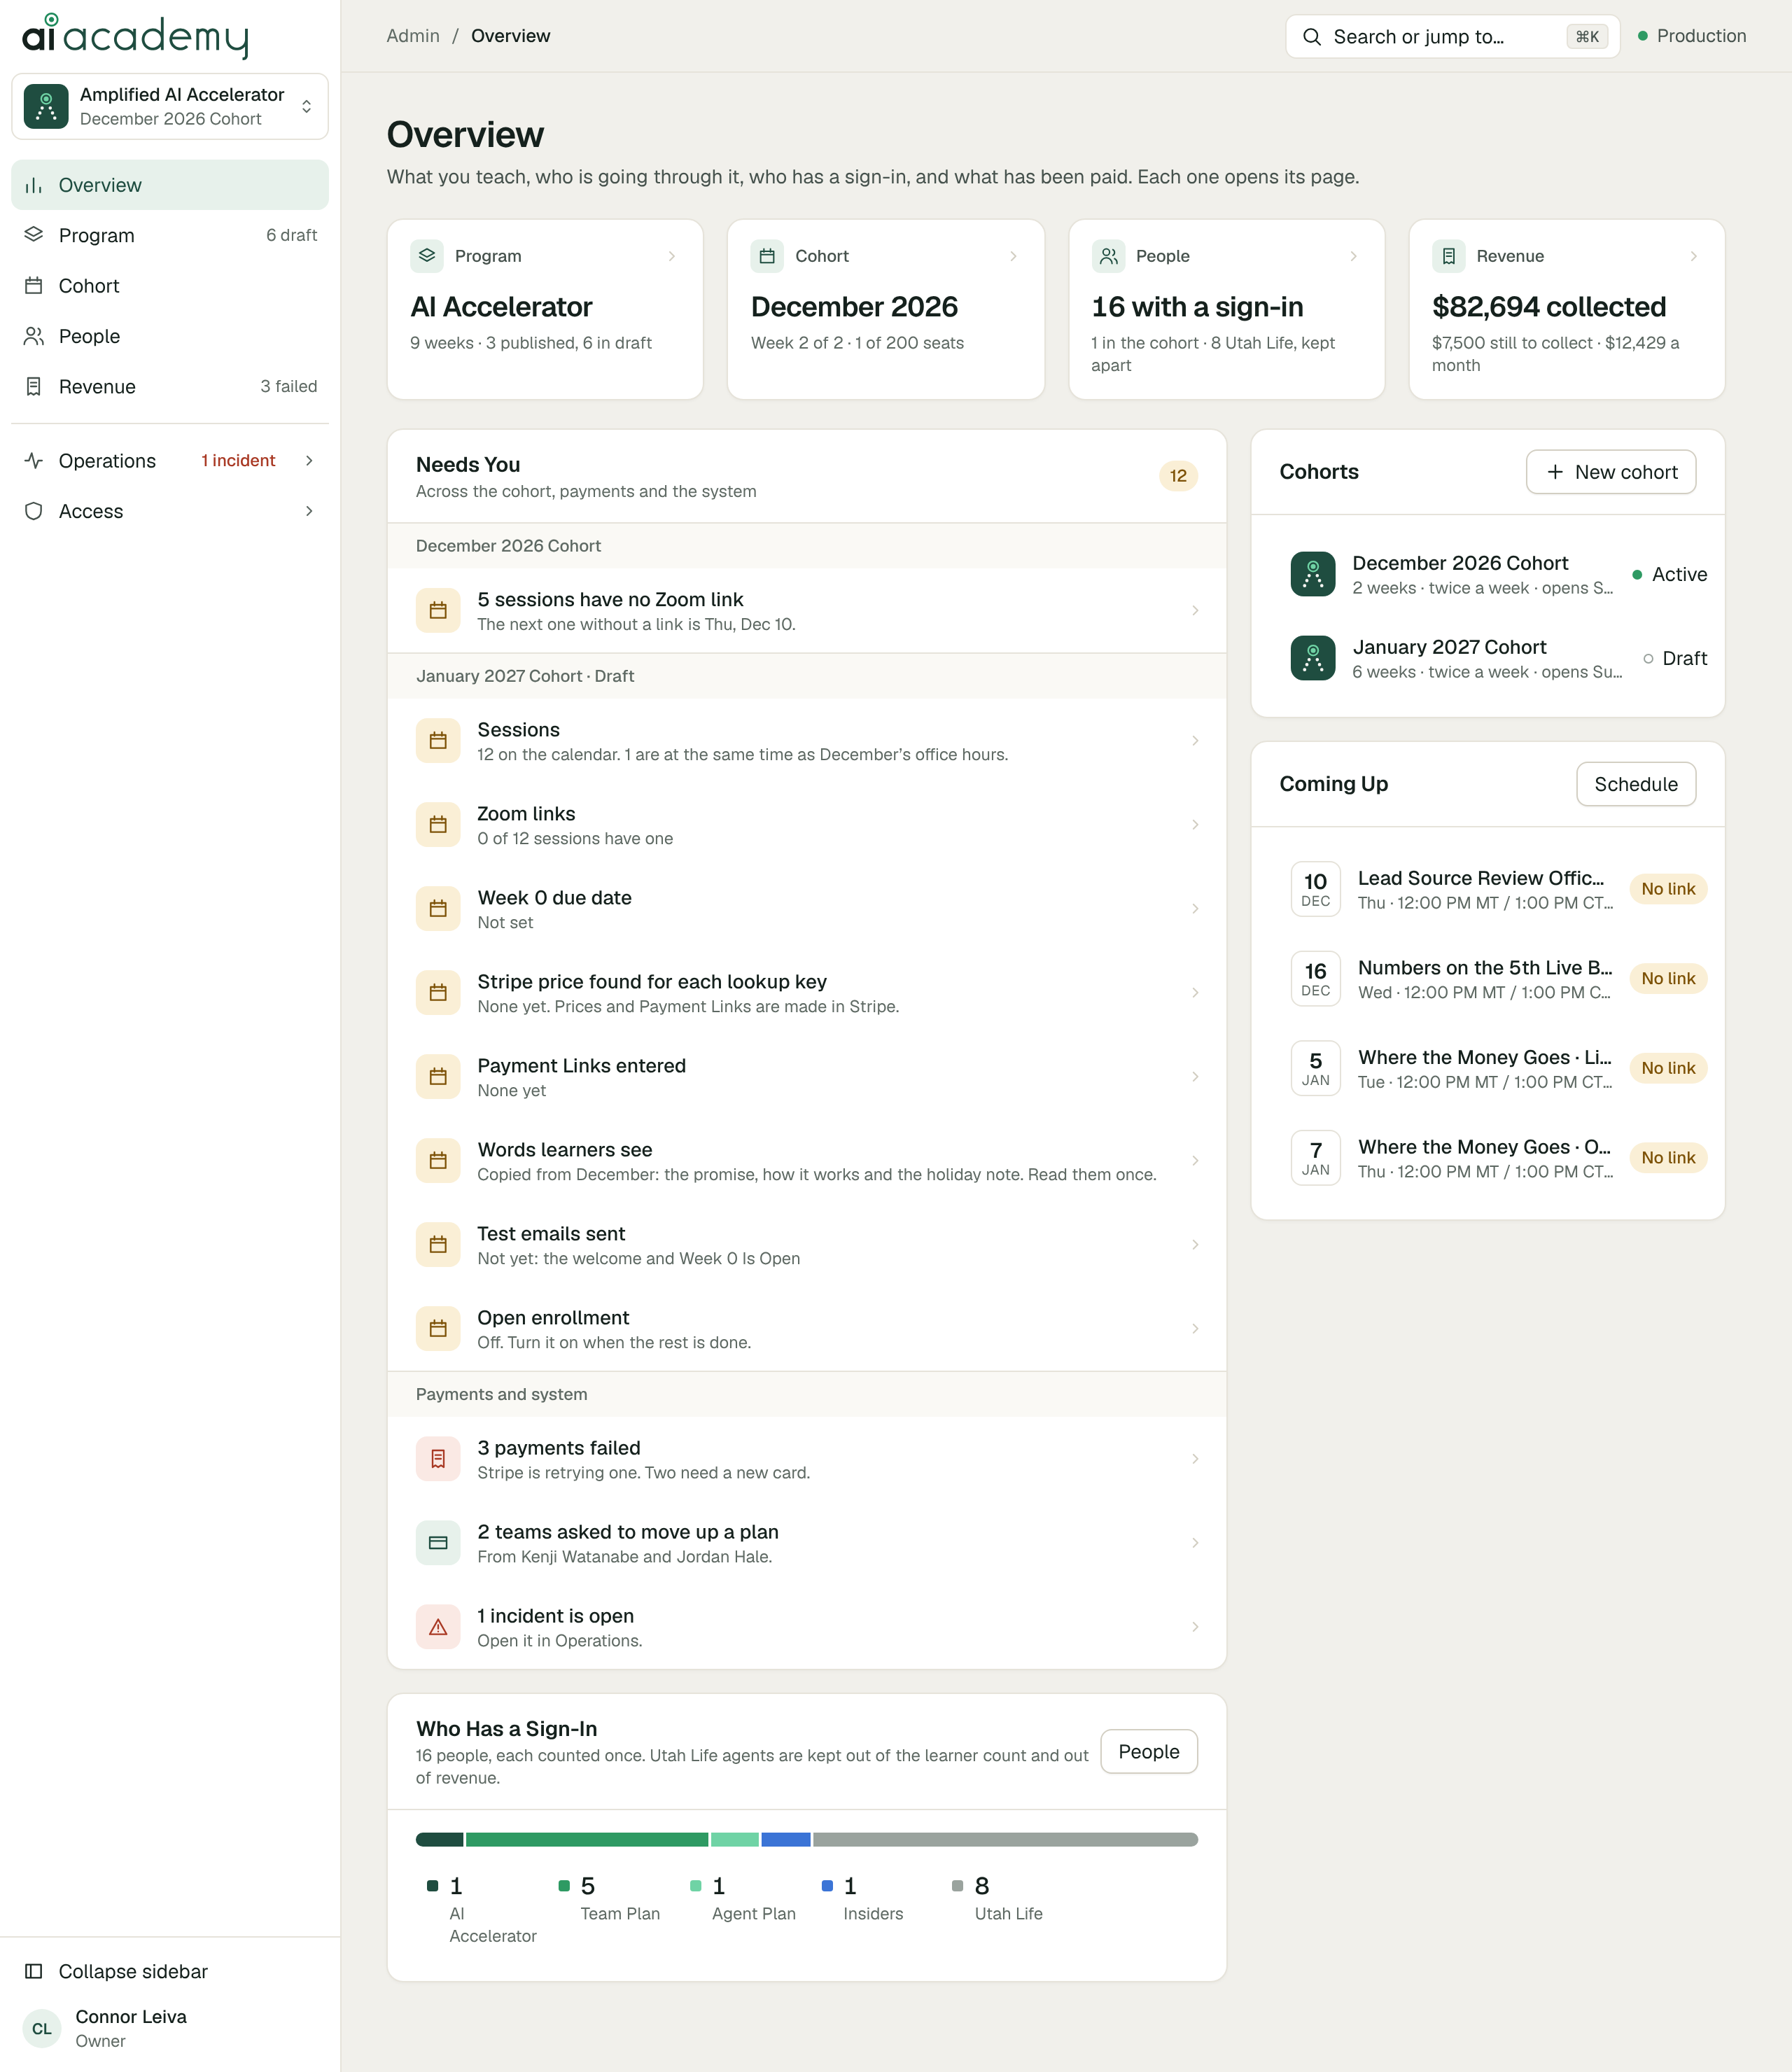 ai academy
Amplified AI Accelerator
December 2026 Cohort
Overview
Program
6 draft
Cohort
People
Revenue
3 failed
Operations
1 incident
Access
Collapse sidebar
CL
Connor Leiva
Owner
Admin / Overview
Search or jump to...
⌘K
Production
Overview
What you teach, who is going through it, who has a sign-in, and what has been paid. Each one opens its page.
Program
AI Accelerator
9 weeks · 3 published, 6 in draft
Cohort
December 2026
Week 2 of 2 · 1 of 200 seats
People
16 with a sign-in
1 in the cohort · 8 Utah Life, kept
apart
Revenue
$82,694 collected
$7,500 still to collect · $12,429 a
month
Needs You
Across the cohort, payments and the system
12
December 2026 Cohort
5 sessions have no Zoom link
The next one without a link is Thu, Dec 10.
January 2027 Cohort · Draft
Sessions
12 on the calendar. 1 are at the same time as December's office hours.
Zoom links
0 of 12 sessions have one
Week 0 due date
Not set
Stripe price found for each lookup key
None yet. Prices and Payment Links are made in Stripe.
Payment Links entered
None yet
Words learners see
Copied from December: the promise, how it works and the holiday note. Read them once.
Test emails sent
Not yet: the welcome and Week 0 Is Open
Open enrollment
Off. Turn it on when the rest is done.
Payments and system
3 payments failed
Stripe is retrying one. Two need a new card.
2 teams asked to move up a plan
From Kenji Watanabe and Jordan Hale.
1 incident is open
Open it in Operations.
Who Has a Sign-In
16 people, each counted once. Utah Life agents are kept out of the learner count and out
of revenue.
People
1
AI
Accelerator
5
Team Plan
1
Agent Plan
1
Insiders
8
Utah Life
Cohorts
New cohort
December 2026 Cohort
2 weeks · twice a week · opens S...
Active
January 2027 Cohort
6 weeks · twice a week · opens Su...
Draft
Coming Up
Schedule
10
DEC
Lead Source Review Offic...
Thu · 12:00 PM MT / 1:00 PM CT...
No link
16
DEC
Numbers on the 5th Live B...
Wed · 12:00 PM MT / 1:00 PM C...
No link
5
JAN
Where the Money Goes · Li...
Tue · 12:00 PM MT / 1:00 PM CT...
No link
7
JAN
Where the Money Goes · O...
Thu · 12:00 PM MT / 1:00 PM CT...
No link